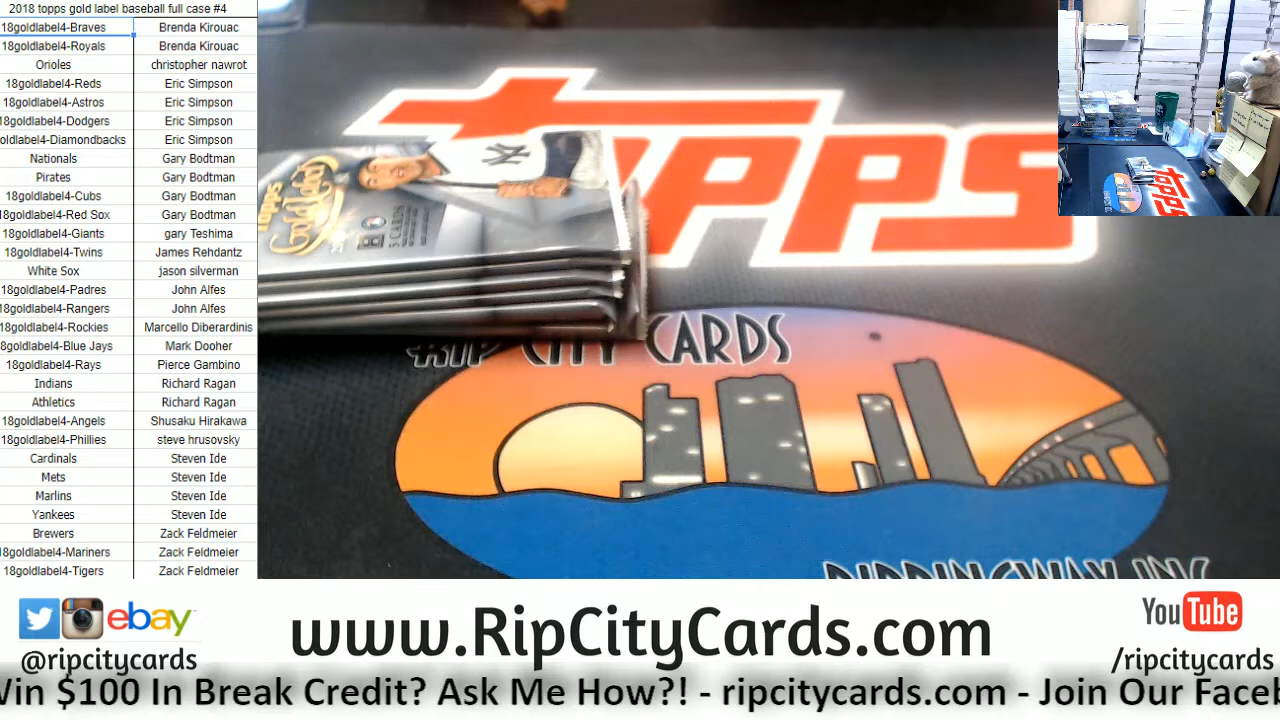 2018 topps gold label baseball full case #4
18goldlabel4-Braves Brenda Kirouac
18goldlabel4-Royals Brenda Kirouac
Orioles christopher nawrot
18goldlabel4-Reds Eric Simpson
18goldlabel4-Astros Eric Simpson
18goldlabel4-Dodgers Eric Simpson
oldlabel4-Diamondbacks Eric Simpson
Nationals Gary Bodtman
Pirates Gary Bodtman
18goldlabel4-Cubs Gary Bodtman
18goldlabel4-Red Sox Gary Bodtman
18goldlabel4-Giants gary Teshima
18goldlabel4-Twins James Rehdantz
White Sox jason silverman
18goldlabel4-Padres John Alfes
18goldlabel4-Rangers John Alfes
18goldlabel4-Rockies Marcello Diberardinis
8goldlabel4-Blue Jays Mark Dooher
18goldlabel4-Rays Pierce Gambino
Indians Richard Ragan
Athletics Richard Ragan
18goldlabel4-Angels Shusaku Hirakawa
18goldlabel4-Phillies steve hrusovsky
Cardinals Steven Ide
Mets Steven Ide
Marlins Steven Ide
Yankees Steven Ide
Brewers Zack Feldmeier
18goldlabel4-Mariners Zack Feldmeier
18goldlabel4-Tigers Zack Feldmeier
topps
topps
Gold Label
5 CARDS
RIP CITY CARDS
RIPPINGWAX INC
topps
ebay
@ripcitycards
www.RipCityCards.com
YouTube
/ripcitycards
Win $100 In Break Credit? Ask Me How?! - ripcitycards.com - Join Our Faceb